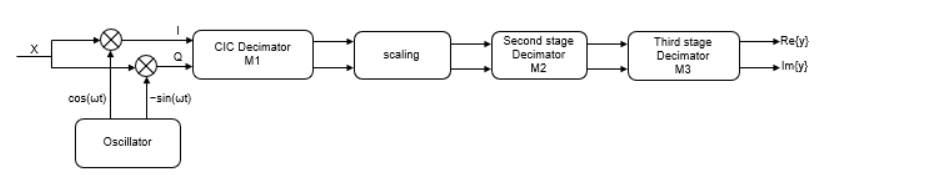 X
I
Q
cos(ωt)
-sin(ωt)
Oscillator
CIC Decimator
M1
scaling
Second stage
Decimator
M2
Third stage
Decimator
M3
Re{y}
Im{y}